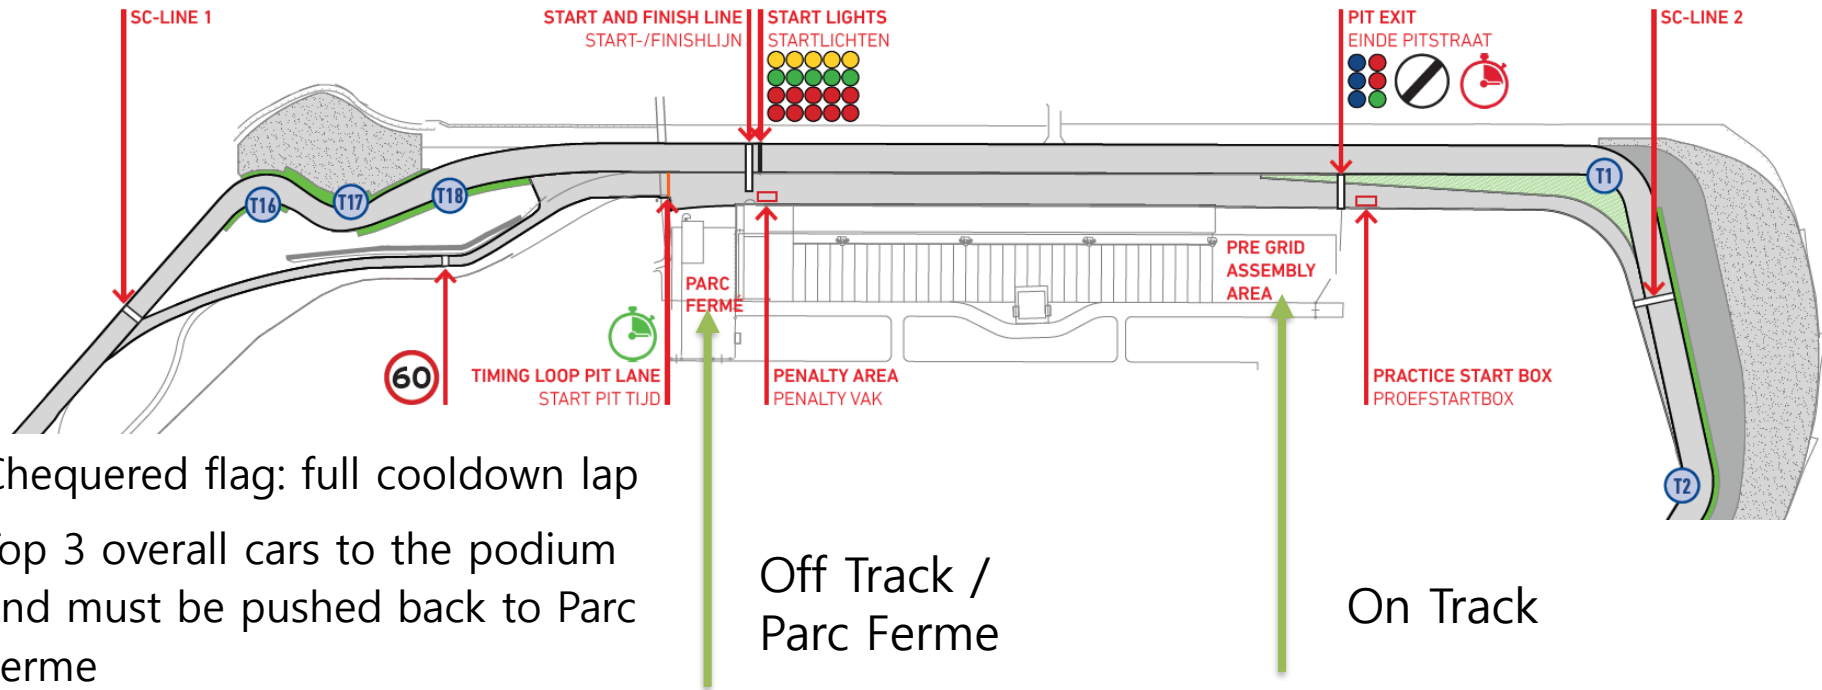 SC-LINE 1
START AND FINISH LINE
START-/FINISHLIJN
START LIGHTS
STARTLICHTEN
PIT EXIT
EINDE PITSTRAAT
SC-LINE 2
T16
T17
T18
T1
PARC
FERMÉ
PRE GRID
ASSEMBLY
AREA
60
TIMING LOOP PIT LANE
START PIT TIJD
PENALTY AREA
PENALTY VAK
PRACTICE START BOX
PROEFSTARTBOX
T2
Chequered flag: full cooldown lap
Top 3 overall cars to the podium
and must be pushed back to Parc
Ferme
Off Track /
Parc Ferme
On Track